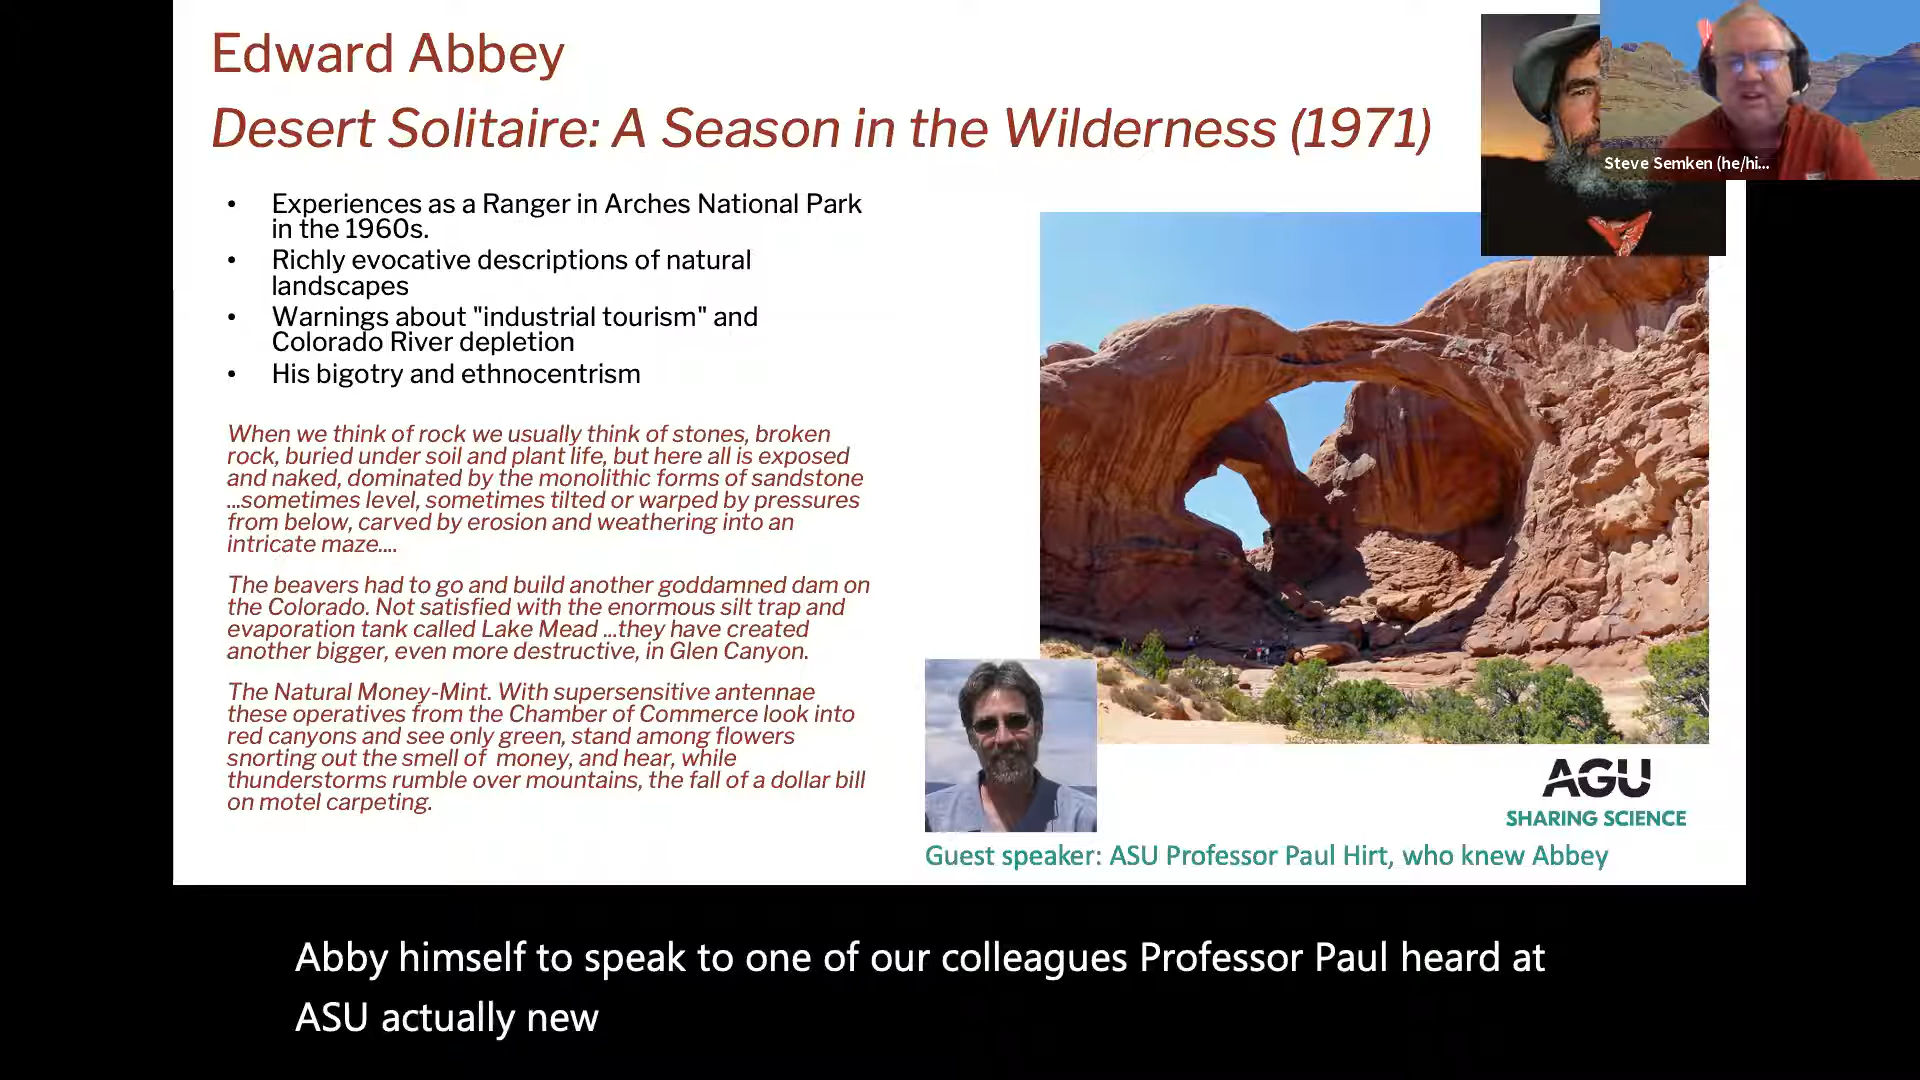 Edward Abbey
Desert Solitaire: A Season in the Wilderness (1971)
Steve Semken (he/hi...
• Experiences as a Ranger in Arches National Park
in the 1960s.
• Richly evocative descriptions of natural
landscapes
• Warnings about "industrial tourism" and
Colorado River depletion
• His bigotry and ethnocentrism
When we think of rock we usually think of stones, broken
rock, buried under soil and plant life, but here all is exposed
and naked, dominated by the monolithic forms of sandstone
...sometimes level, sometimes tilted or warped by pressures
from below, carved by erosion and weathering into an
intricate maze....
The beavers had to go and build another goddamned dam on
the Colorado. Not satisfied with the enormous silt trap and
evaporation tank called Lake Mead ...they have created
another bigger, even more destructive, in Glen Canyon.
The Natural Money-Mint. With supersensitive antennae
these operatives from the Chamber of Commerce look into
red canyons and see only green, stand among flowers
snorting out the smell of money, and hear, while
thunderstorms rumble over mountains, the fall of a dollar bill
on motel carpeting.
AGU
SHARING SCIENCE
Guest speaker: ASU Professor Paul Hirt, who knew Abbey
Abby himself to speak to one of our colleagues Professor Paul heard at
ASU actually new